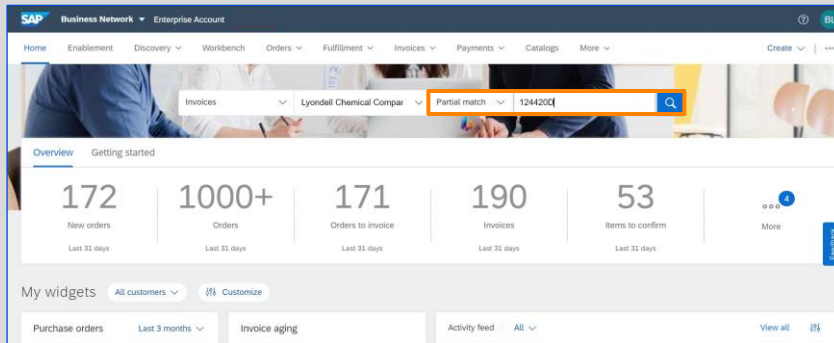 SAP Business Network Enterprise Account
Home Enablement Discovery Workbench Orders Fulfillment Invoices Payments Catalogs More Create
Invoices Lyondell Chemical Compar Partial match 124420D
Overview Getting started
172 1000+ 171 190 53 4
New orders Orders Orders to invoice Invoices Items to confirm More
Last 31 days Last 31 days Last 31 days Last 31 days Last 31 days
Feedback
My widgets All customers Customize
Purchase orders Last 3 months Invoice aging Activity feed All View all